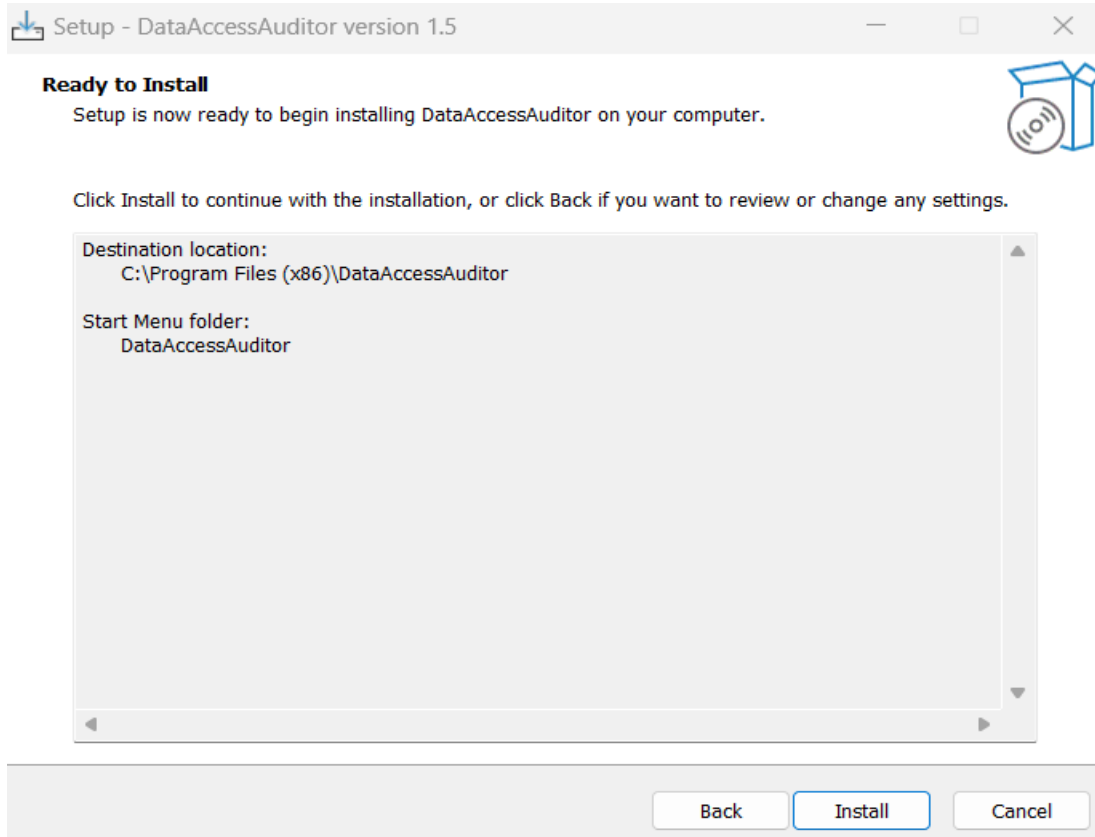 Setup - DataAccessAuditor version 1.5
Ready to Install
Setup is now ready to begin installing DataAccessAuditor on your computer.
Click Install to continue with the installation, or click Back if you want to review or change any settings.
Destination location:
C:\Program Files (x86)\DataAccessAuditor
Start Menu folder:
DataAccessAuditor
Back Install Cancel